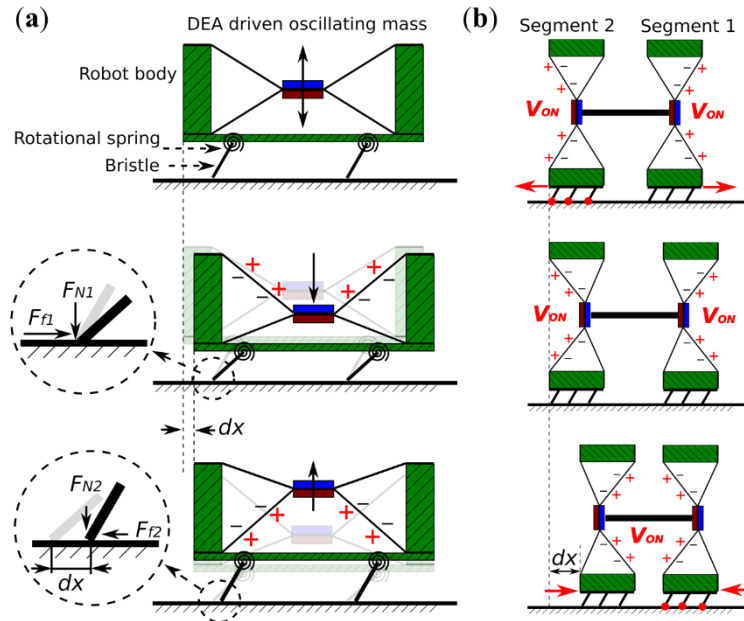 (a)
DEA driven oscillating mass
Robot body
Rotational spring
Bristle
+ + − −
+ + − −
F_N1
F_f1
dx
F_N2
F_f2
dx
− − + +
− − + +
(b)
Segment 2 Segment 1
− − + +
V_ON V_ON
− − + +
− − + +
V_ON V_ON
− − + +
− − + +
V_ON
dx
− − + +